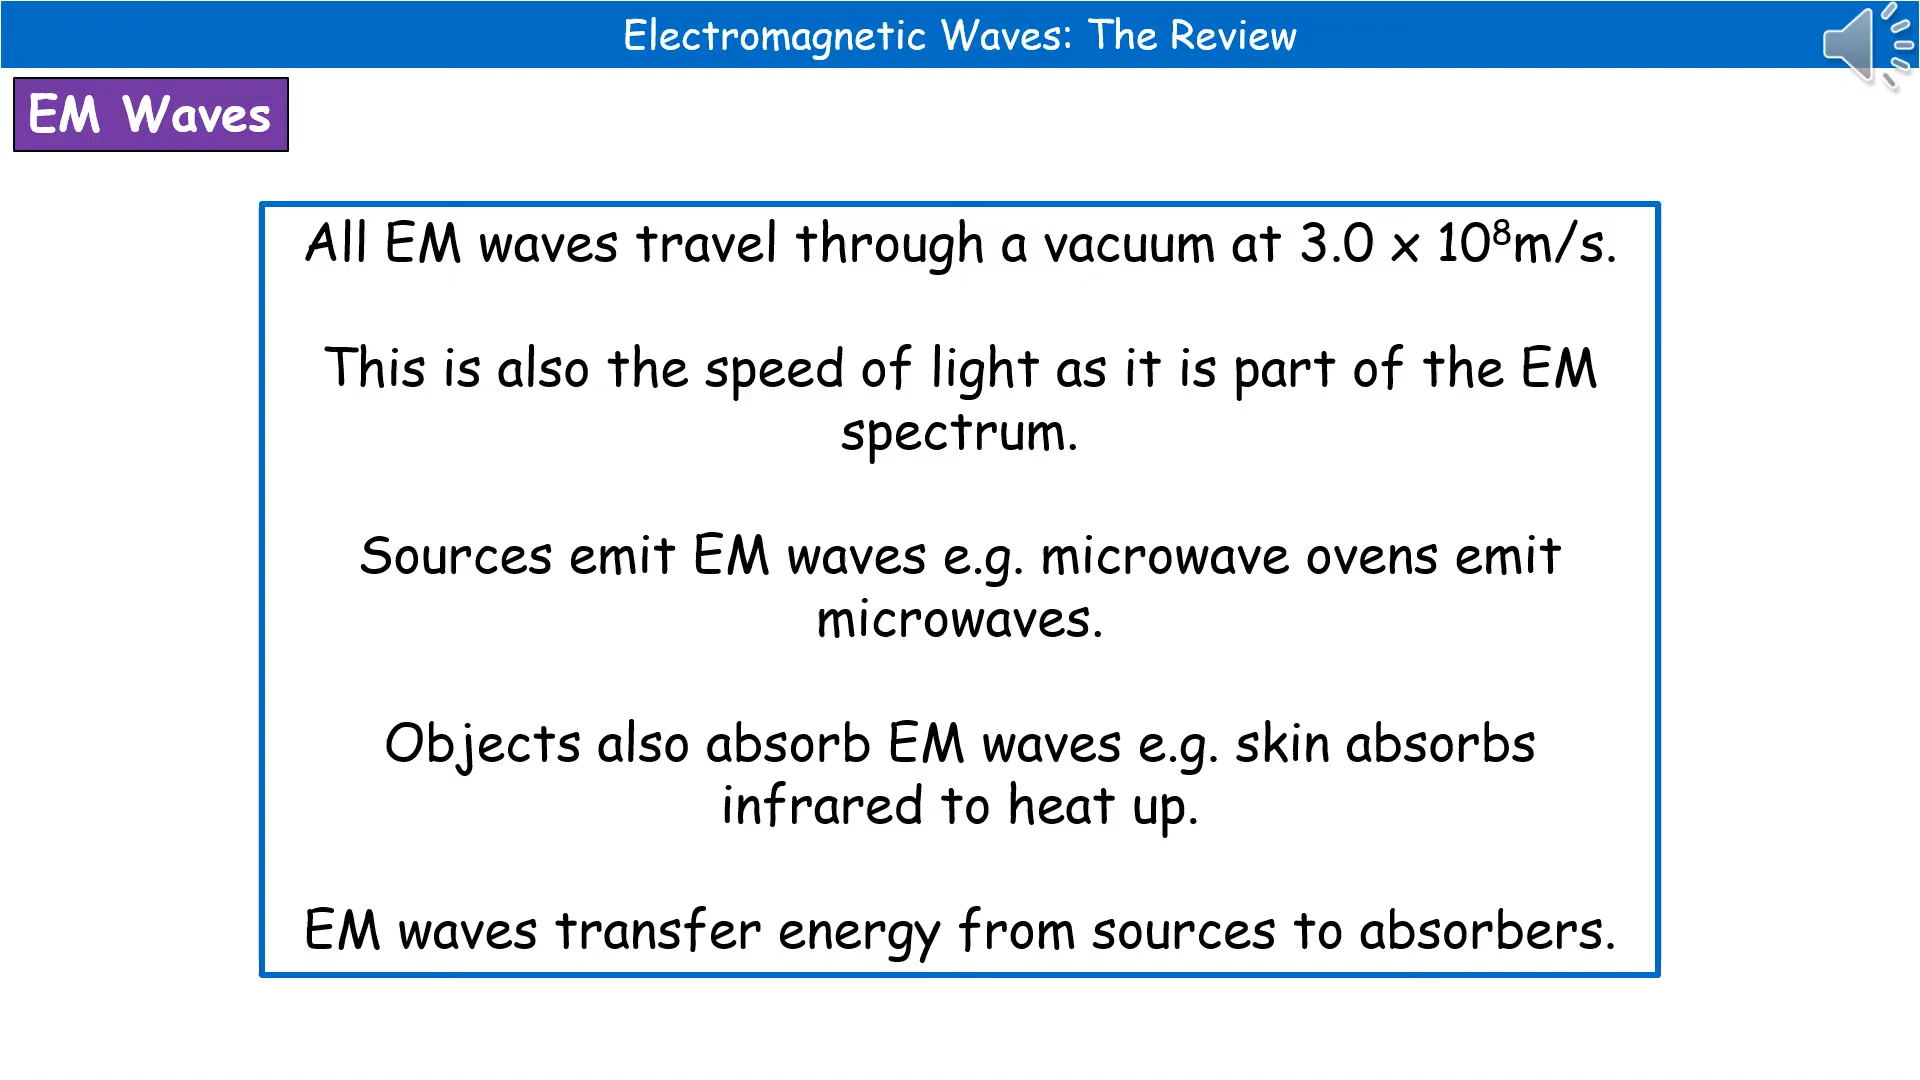 Electromagnetic Waves: The Review
EM Waves
All EM waves travel through a vacuum at 3.0 x 10⁸m/s.
This is also the speed of light as it is part of the EM
spectrum.
Sources emit EM waves e.g. microwave ovens emit
microwaves.
Objects also absorb EM waves e.g. skin absorbs
infrared to heat up.
EM waves transfer energy from sources to absorbers.